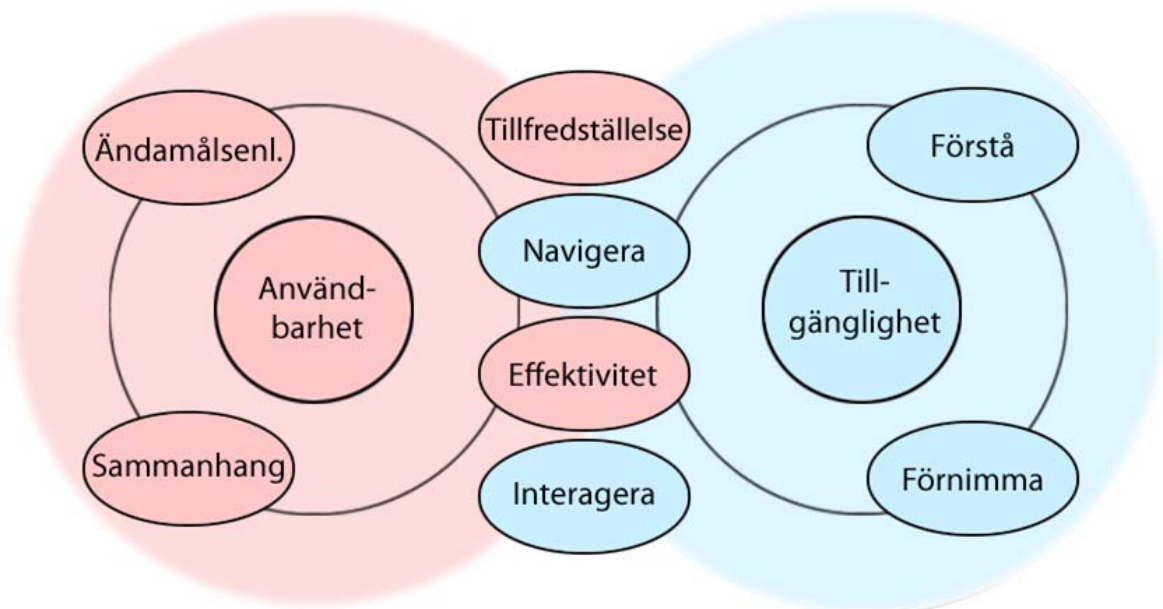 Ändamålsenl.
Använd-
barhet
Sammanhang
Tillfredställelse
Navigera
Effektivitet
Interagera
Förstå
Till-
gänglighet
Förnimma